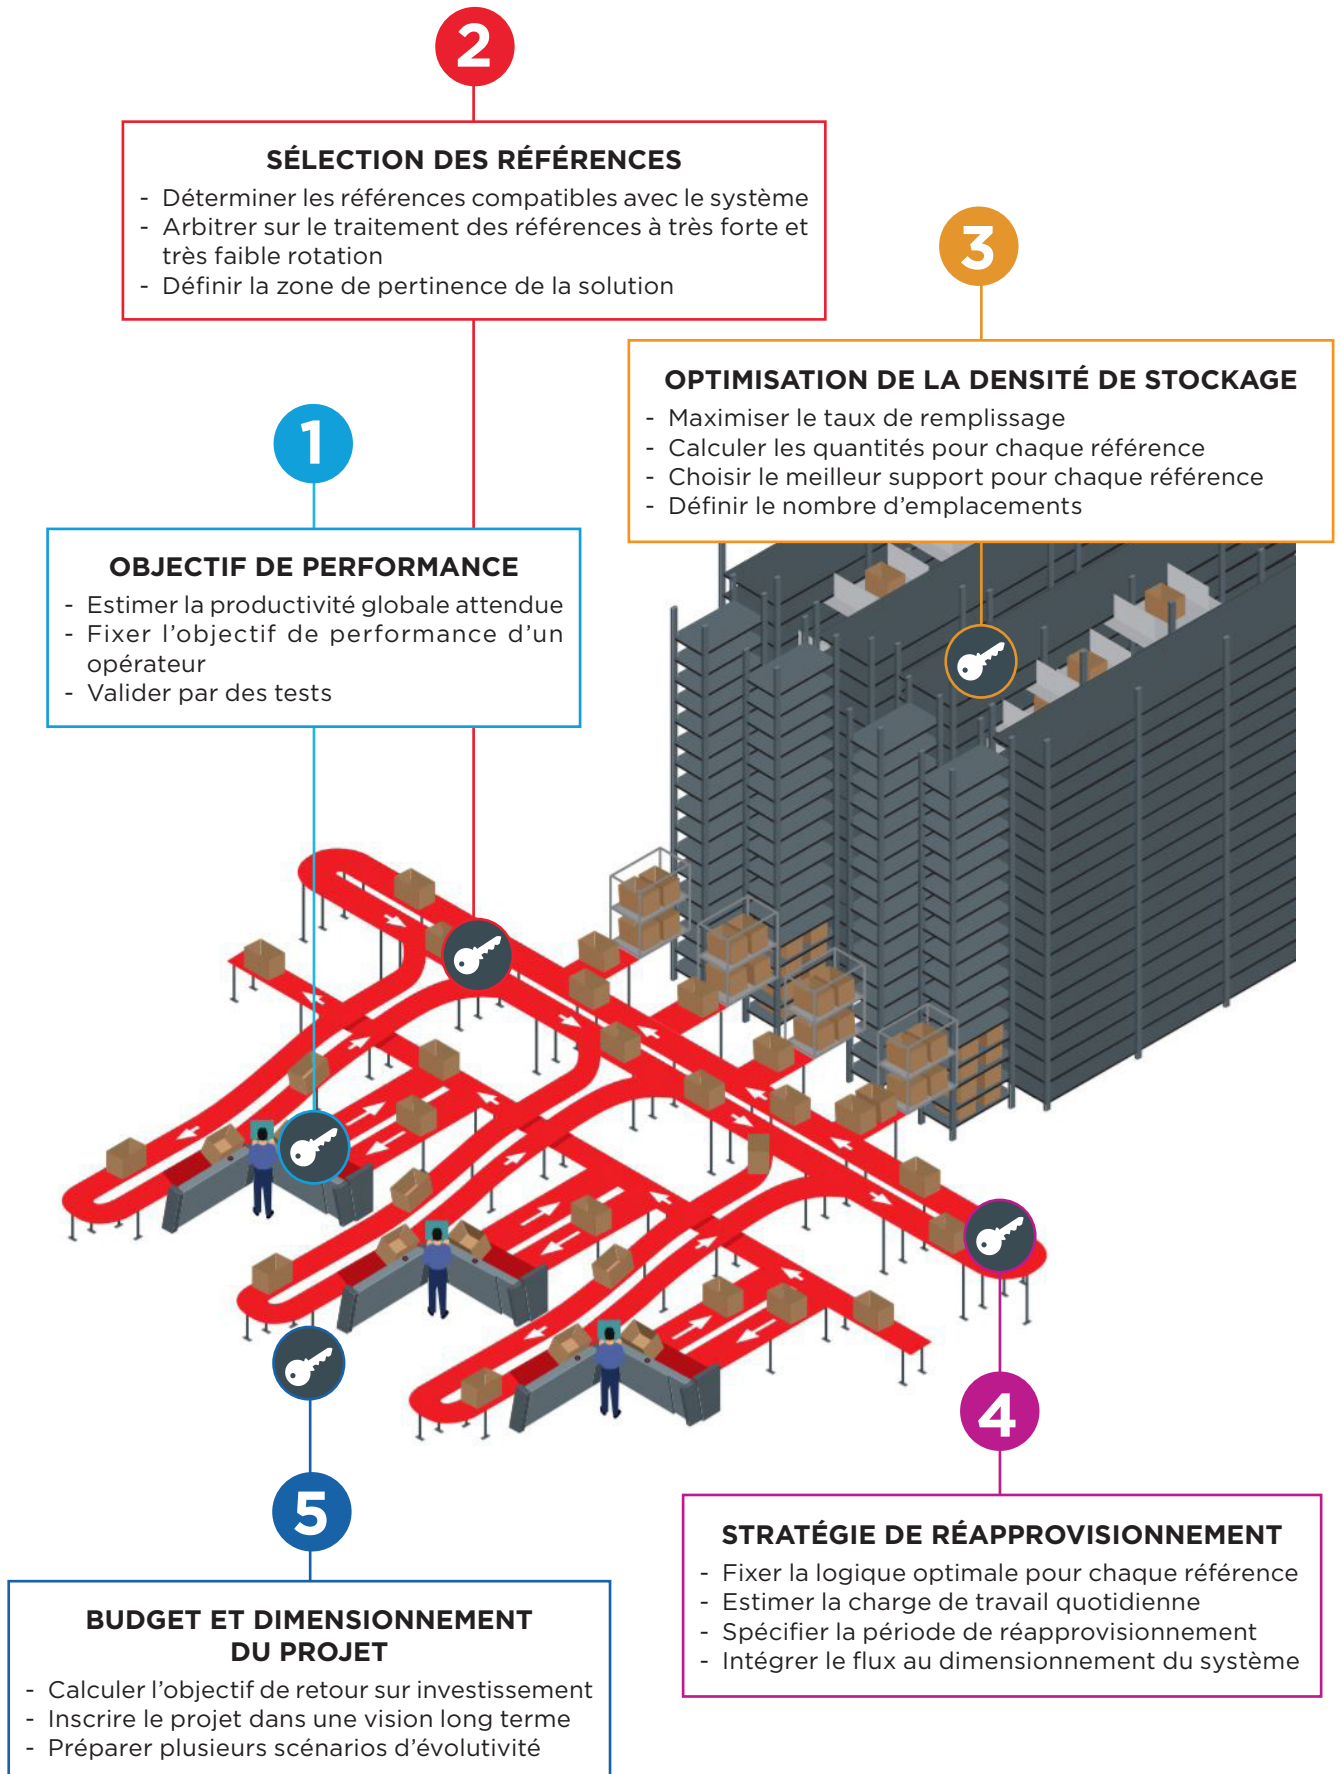 2
SÉLECTION DES RÉFÉRENCES
- Déterminer les références compatibles avec le système
- Arbitrer sur le traitement des références à très forte et
très faible rotation
- Définir la zone de pertinence de la solution
3
OPTIMISATION DE LA DENSITÉ DE STOCKAGE
- Maximiser le taux de remplissage
- Calculer les quantités pour chaque référence
- Choisir le meilleur support pour chaque référence
- Définir le nombre d'emplacements
1
OBJECTIF DE PERFORMANCE
- Estimer la productivité globale attendue
- Fixer l'objectif de performance d'un
opérateur
- Valider par des tests
4
STRATÉGIE DE RÉAPPROVISIONNEMENT
- Fixer la logique optimale pour chaque référence
- Estimer la charge de travail quotidienne
- Spécifier la période de réapprovisionnement
- Intégrer le flux au dimensionnement du système
5
BUDGET ET DIMENSIONNEMENT
DU PROJET
- Calculer l'objectif de retour sur investissement
- Inscrire le projet dans une vision long terme
- Préparer plusieurs scénarios d'évolutivité